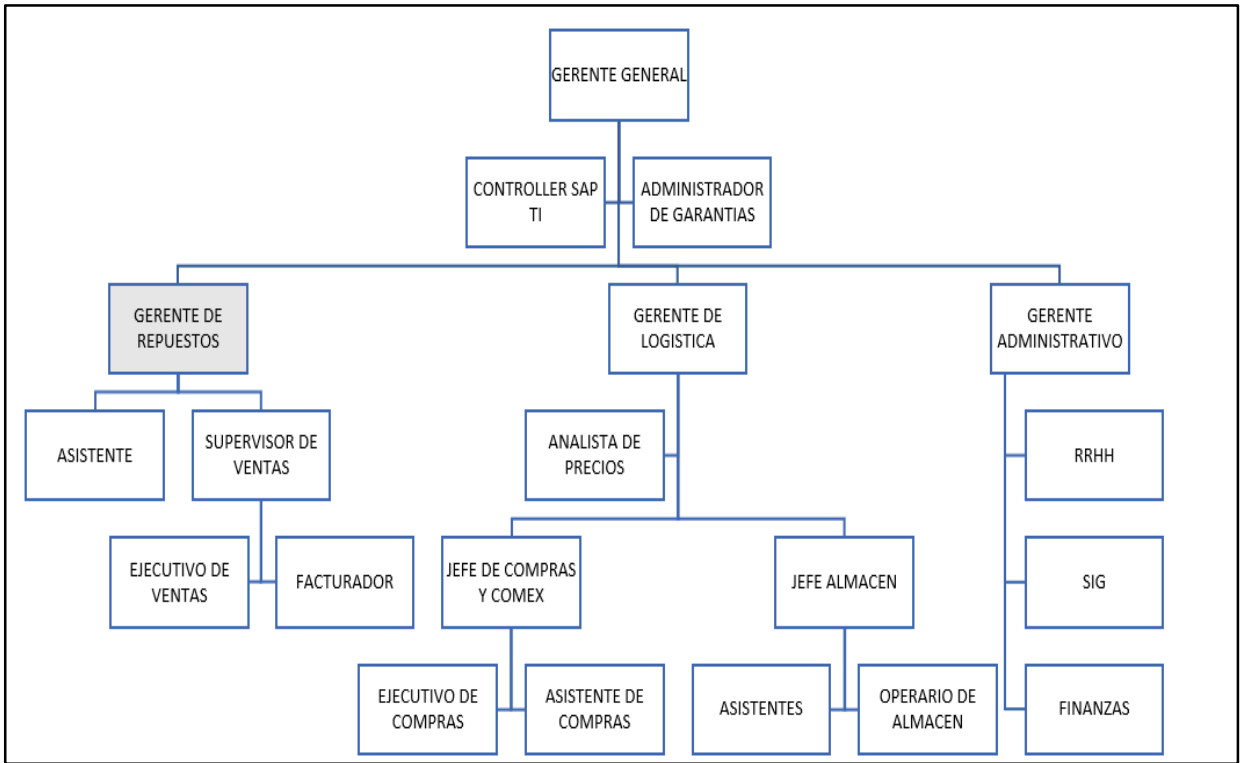 GERENTE GENERAL
CONTROLLER SAP
TI
ADMINISTRADOR
DE GARANTIAS
GERENTE DE
REPUESTOS
GERENTE DE
LOGISTICA
GERENTE
ADMINISTRATIVO
ASISTENTE
SUPERVISOR DE
VENTAS
ANALISTA DE
PRECIOS
RRHH
EJECUTIVO DE
VENTAS
FACTURADOR
JEFE DE COMPRAS
Y COMEX
JEFE ALMACEN
SIG
EJECUTIVO DE
COMPRAS
ASISTENTE DE
COMPRAS
ASISTENTES
OPERARIO DE
ALMACEN
FINANZAS